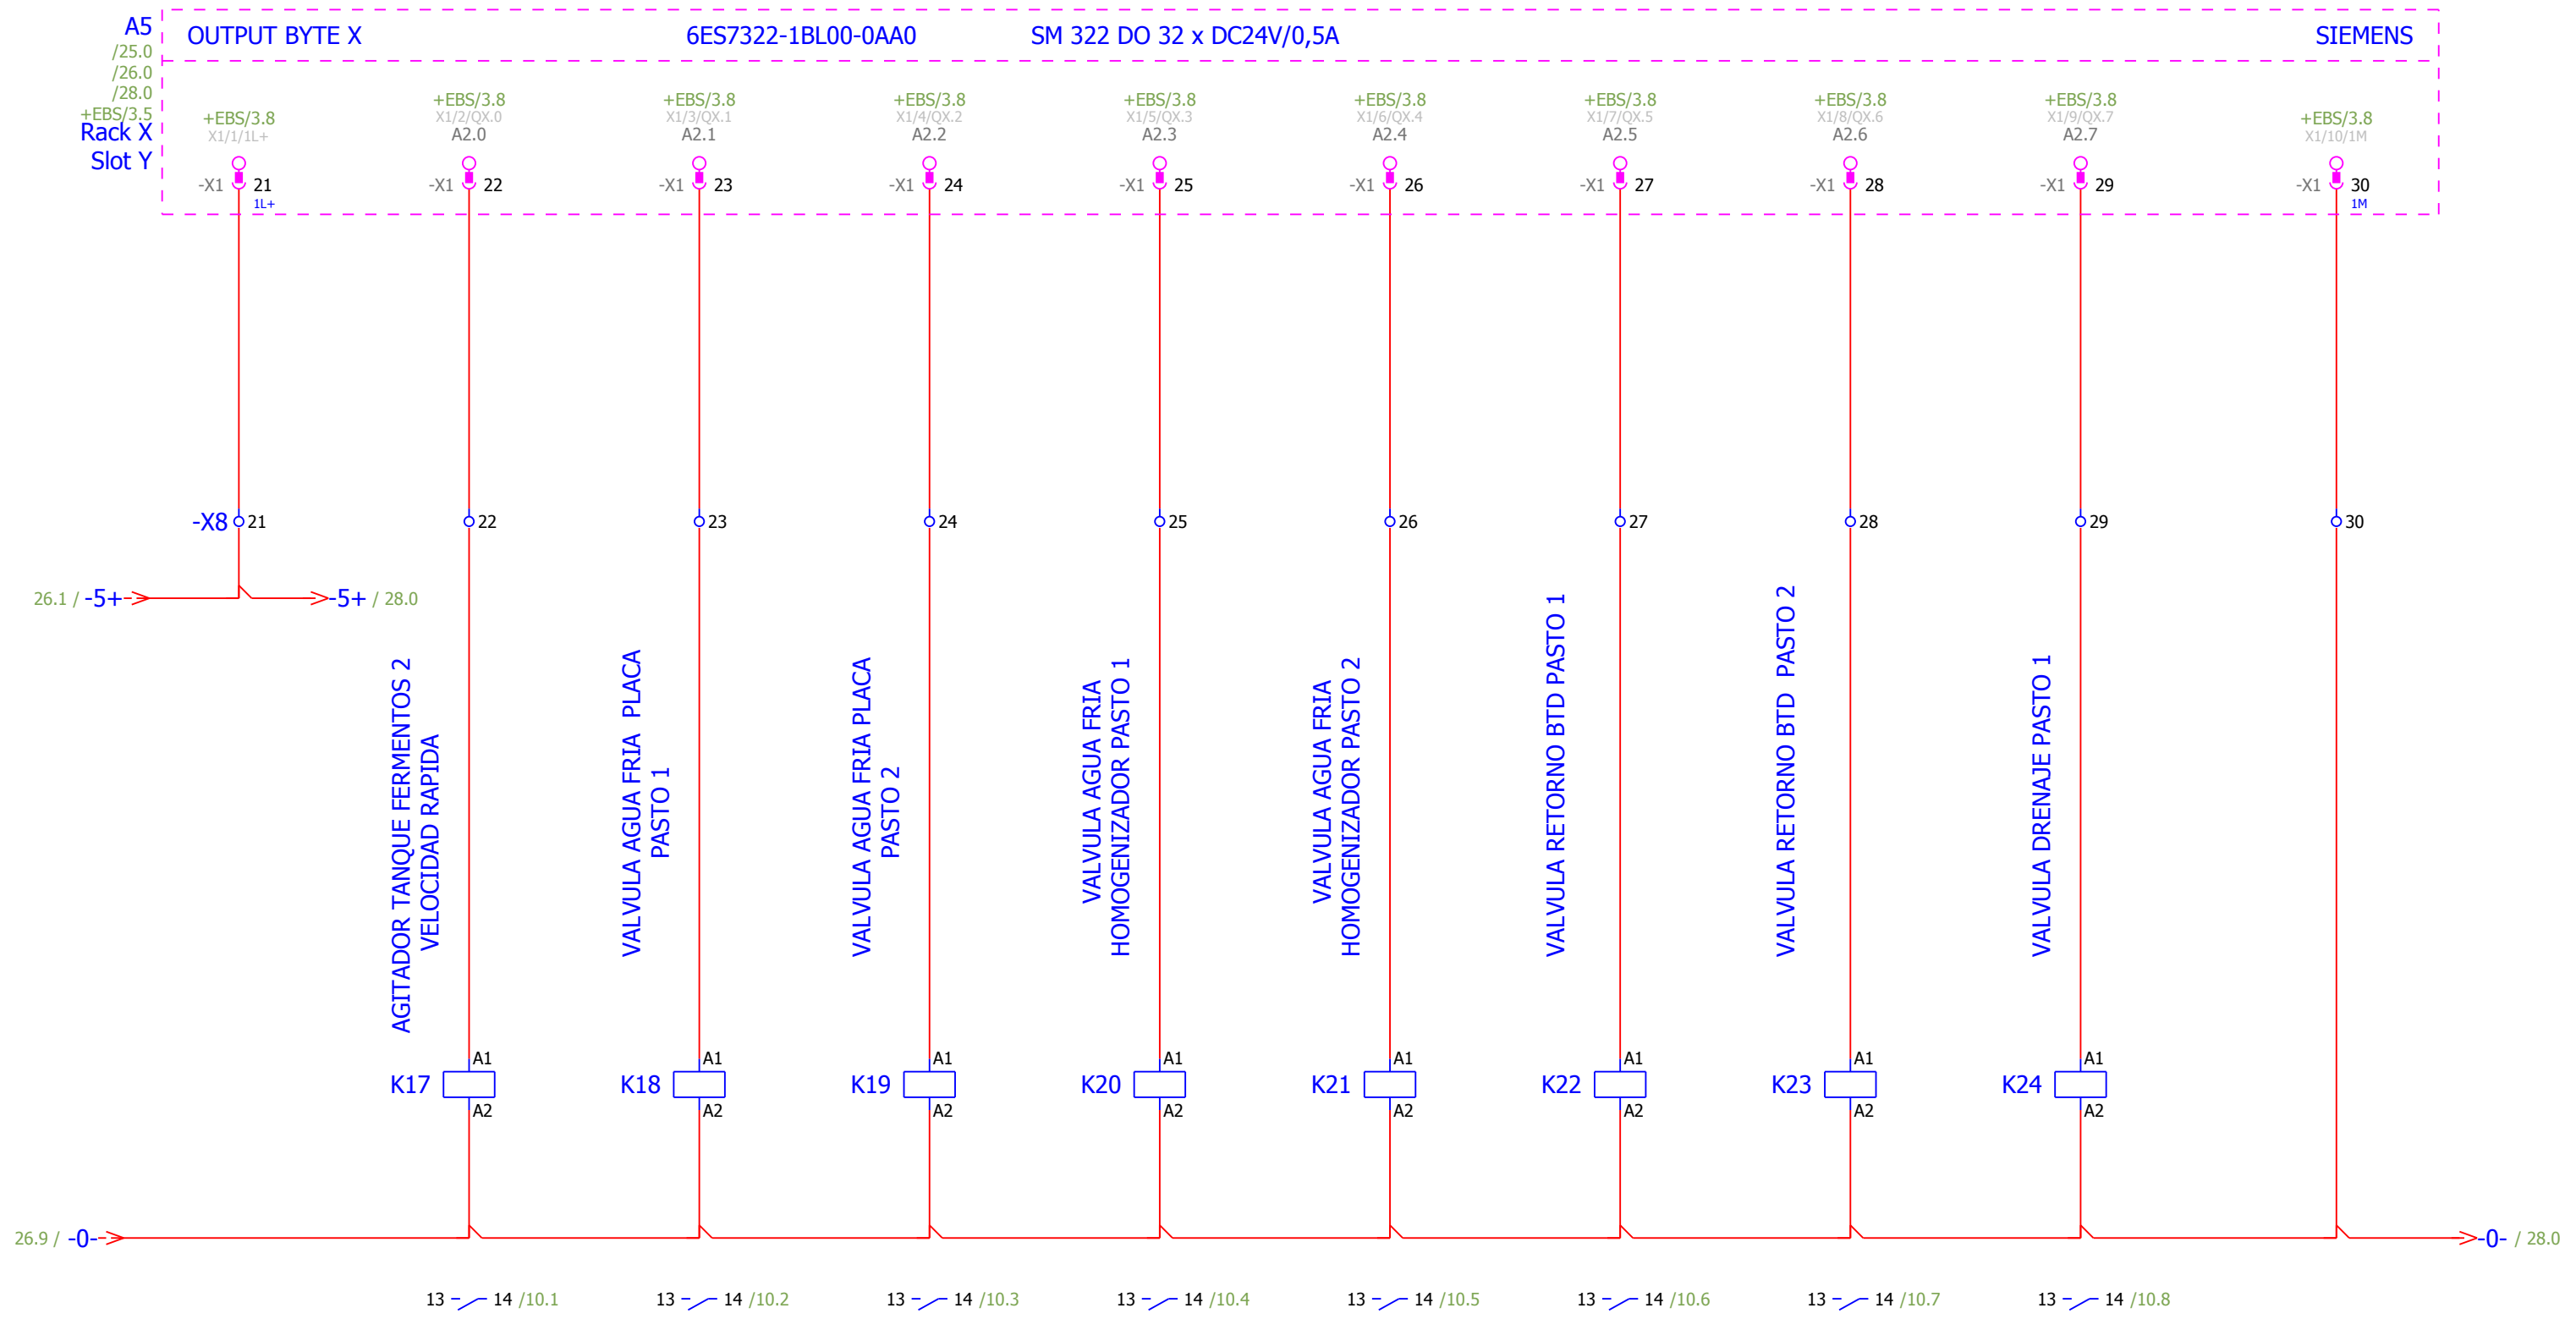 A5
OUTPUT BYTE X 6ES7322-1BL00-0AA0 SM 322 DO 32 x DC24V/0,5A SIEMENS
/25.0
/26.0
/28.0
+EBS/3.5
Rack X
Slot Y
+EBS/3.8 +EBS/3.8 +EBS/3.8 +EBS/3.8 +EBS/3.8 +EBS/3.8 +EBS/3.8 +EBS/3.8 +EBS/3.8 +EBS/3.8
X1/1/1L+ X1/2/QX.0 X1/3/QX.1 X1/4/QX.2 X1/5/QX.3 X1/6/QX.4 X1/7/QX.5 X1/8/QX.6 X1/9/QX.7 X1/10/1M
A2.0 A2.1 A2.2 A2.3 A2.4 A2.5 A2.6 A2.7
-X1 21 -X1 22 -X1 23 -X1 24 -X1 25 -X1 26 -X1 27 -X1 28 -X1 29 -X1 30
1L+ 1M
-X8 21 22 23 24 25 26 27 28 29 30
26.1 / -5+ -5+ / 28.0
AGITADOR TANQUE FERMENTOS 2
VELOCIDAD RAPIDA
VALVULA AGUA FRIA  PLACA
PASTO 1
VALVULA AGUA FRIA PLACA
PASTO 2
VALVULA AGUA FRIA
HOMOGENIZADOR PASTO 1
VALVULA AGUA FRIA
HOMOGENIZADOR PASTO 2
VALVULA RETORNO BTD PASTO 1
VALVULA RETORNO BTD  PASTO 2
VALVULA DRENAJE PASTO 1
A1 A1 A1 A1 A1 A1 A1 A1
K17 K18 K19 K20 K21 K22 K23 K24
A2 A2 A2 A2 A2 A2 A2 A2
26.9 / -0- -0- / 28.0
13 14 /10.1 13 14 /10.2 13 14 /10.3 13 14 /10.4 13 14 /10.5 13 14 /10.6 13 14 /10.7 13 14 /10.8